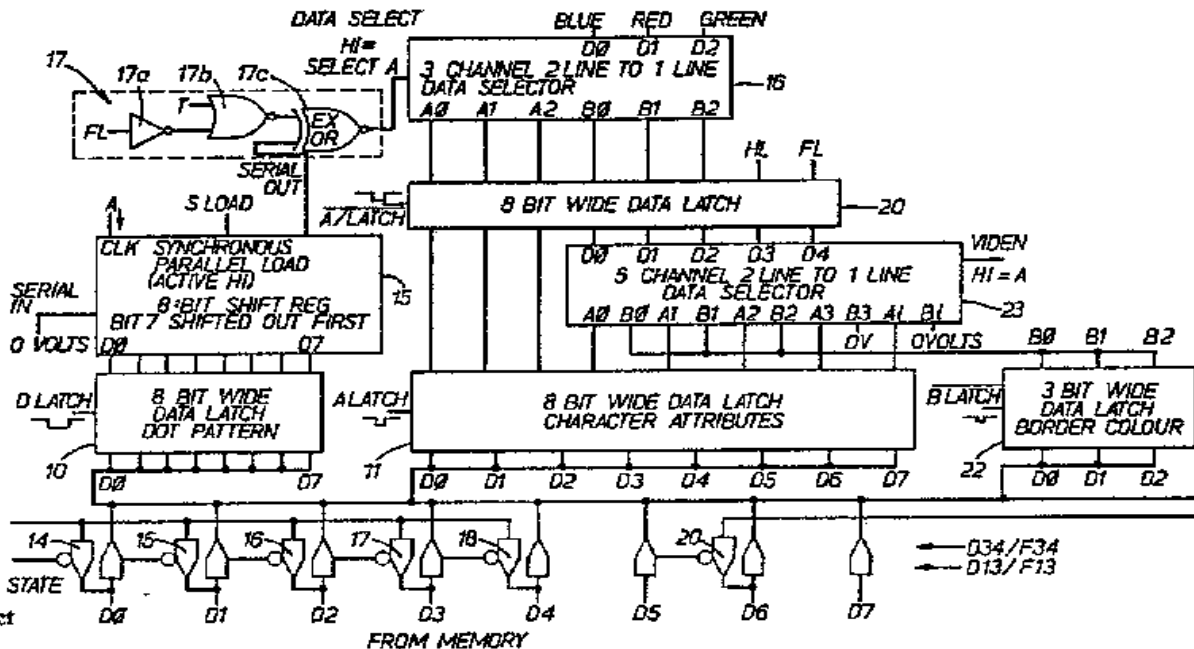 DATA SELECT
BLUE RED GREEN
HI=
SELECT A
D0 D1 D2
3 CHANNEL 2 LINE TO 1 LINE
DATA SELECTOR
A0 A1 A2 B0 B1 B2
16
17
17a 17b 17c
FL
T
EX
OR
SERIAL
OUT
HL FL
S LOAD
A
A/LATCH
8 BIT WIDE DATA LATCH
20
CLK SYNCHRONOUS
PARALLEL LOAD
(ACTIVE HI)
8-BIT SHIFT REG
BIT 7 SHIFTED OUT FIRST
D0 D7
15
SERIAL
IN
0 VOLTS
D0 D1 D2 D3 D4
5 CHANNEL 2 LINE TO 1 LINE
DATA SELECTOR
A0 B0 A1 B1 A2 B2 A3 B3 A1 B1
VIDEN
HI = A
23
0V 0VOLTS
B0 B1 B2
D LATCH
8 BIT WIDE
DATA LATCH
DOT PATTERN
10
D0 D7
A LATCH
8 BIT WIDE DATA LATCH
CHARACTER ATTRIBUTES
11
D0 D1 D2 D3 D4 D5 D6 D7
B LATCH
3 BIT WIDE
DATA LATCH
BORDER COLOUR
22
D0 D1 D2
14 15 16 17 18 20
D34/F34
D13/F13
STATE
D0 D1 D2 D3 D4 D5 D6 D7
FROM MEMORY